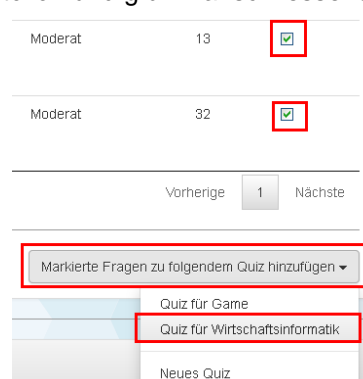 Moderat 13
Moderat 32
Vorherige 1 Nächste
Markierte Fragen zu folgendem Quiz hinzufügen
Quiz für Game
Quiz für Wirtschaftsinformatik
Neues Quiz